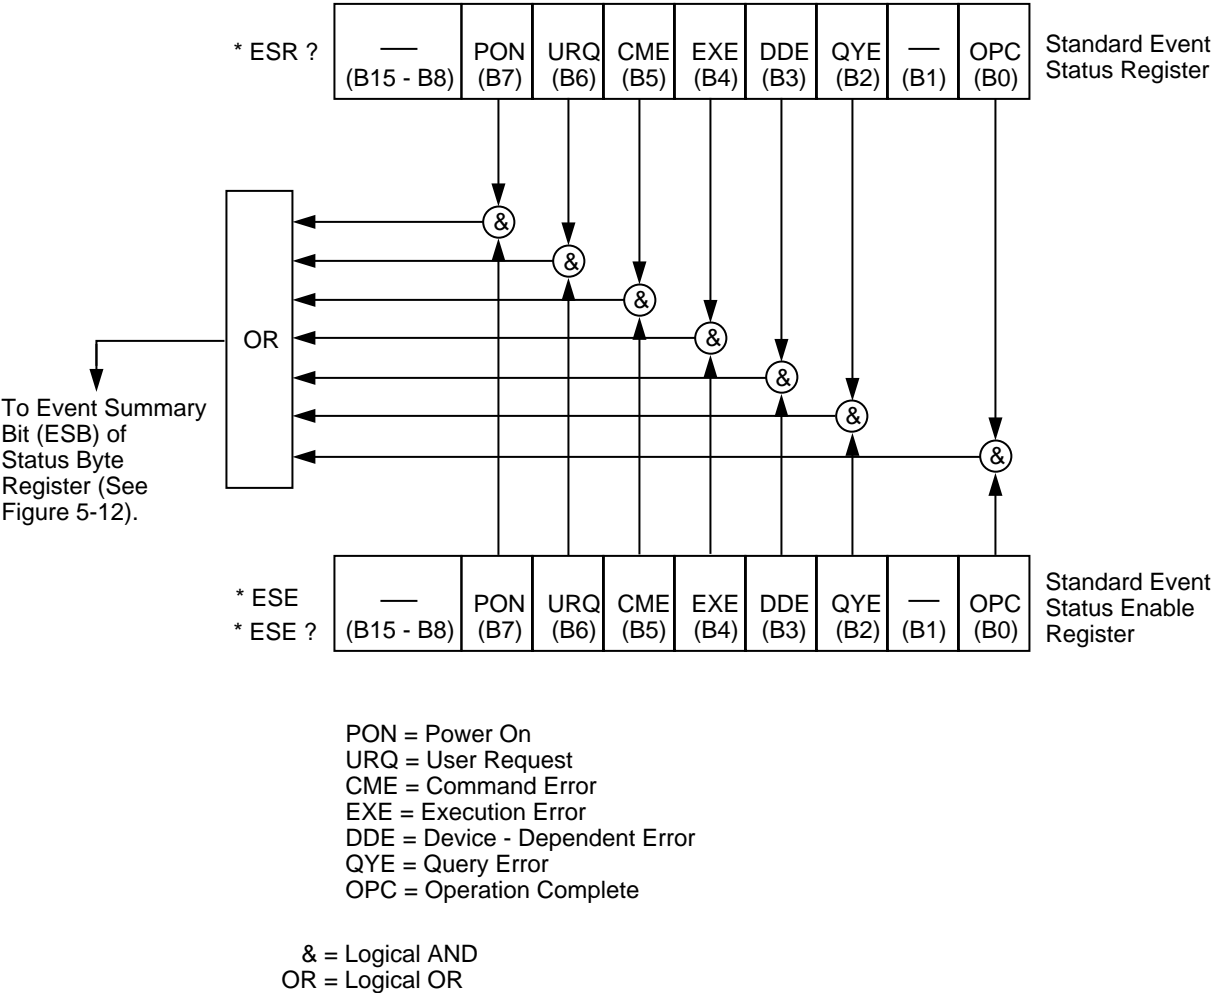 * ESR ?
— PON URQ CME EXE DDE QYE — OPC
(B15 - B8) (B7) (B6) (B5) (B4) (B3) (B2) (B1) (B0)
Standard Event
Status Register
&
&
&
&
&
&
&
OR
To Event Summary
Bit (ESB) of
Status Byte
Register (See
Figure 5-12).
* ESE
* ESE ?
— PON URQ CME EXE DDE QYE — OPC
(B15 - B8) (B7) (B6) (B5) (B4) (B3) (B2) (B1) (B0)
Standard Event
Status Enable
Register
PON = Power On
URQ = User Request
CME = Command Error
EXE = Execution Error
DDE = Device - Dependent Error
QYE = Query Error
OPC = Operation Complete
& = Logical AND
OR = Logical OR